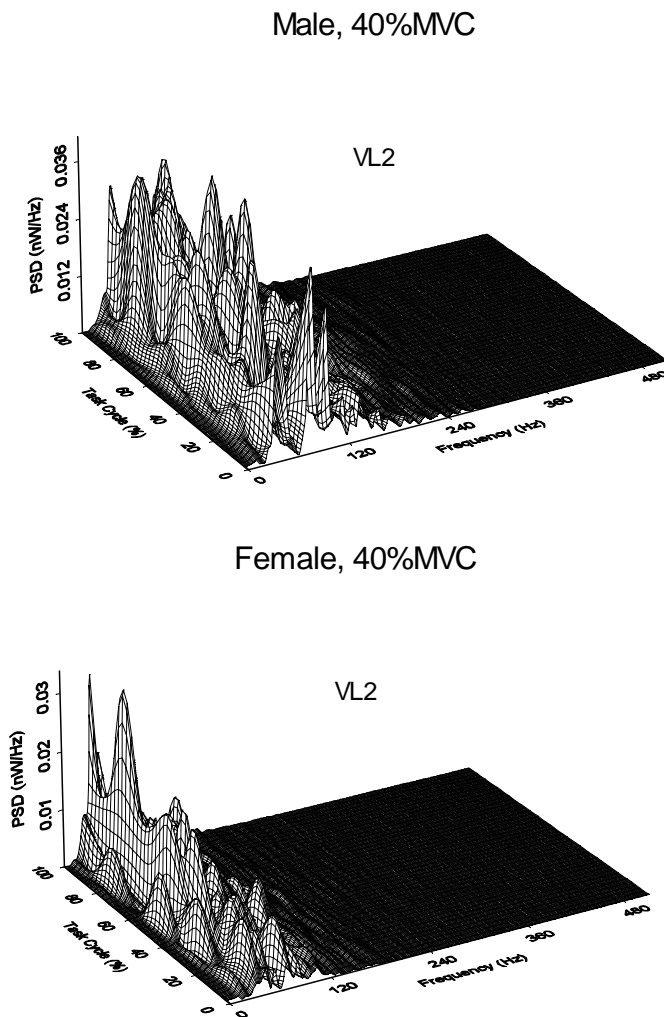 Male, 40%MVC
VL2
PSD (nW/Hz)
0.036
0.024
0.012
100
80
60
40
20
0
Task Cycle (%)
0
120
240
360
480
Frequency (Hz)
Female, 40%MVC
VL2
PSD (nW/Hz)
0.03
0.02
0.01
100
80
60
40
20
0
Task Cycle (%)
0
120
240
360
480
Frequency (Hz)